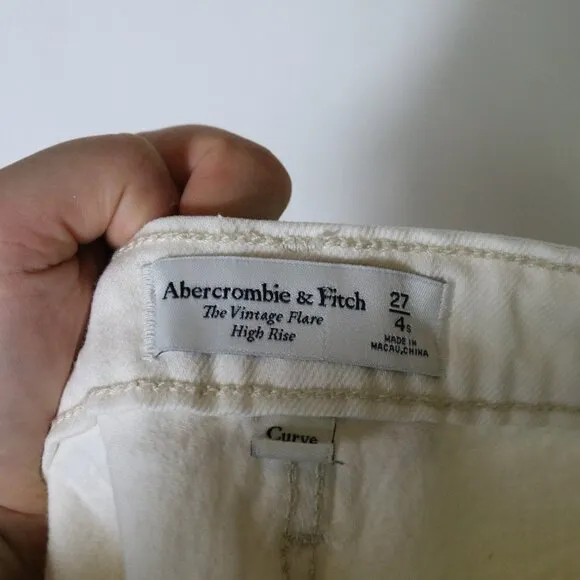 Abercrombie & Fitch
The Vintage Flare
High Rise
27
4s
MADE IN
MACAU, CHINA
Curve